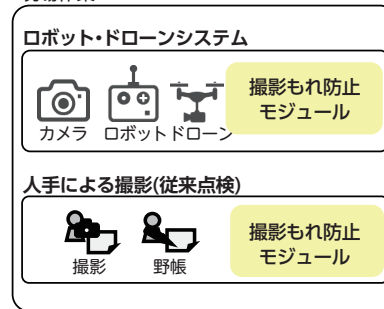 ロボット・ドローンシステム
撮影もれ防止
モジュール
カメラ ロボット ドローン
人手による撮影(従来点検)
撮影もれ防止
モジュール
撮影 野帳